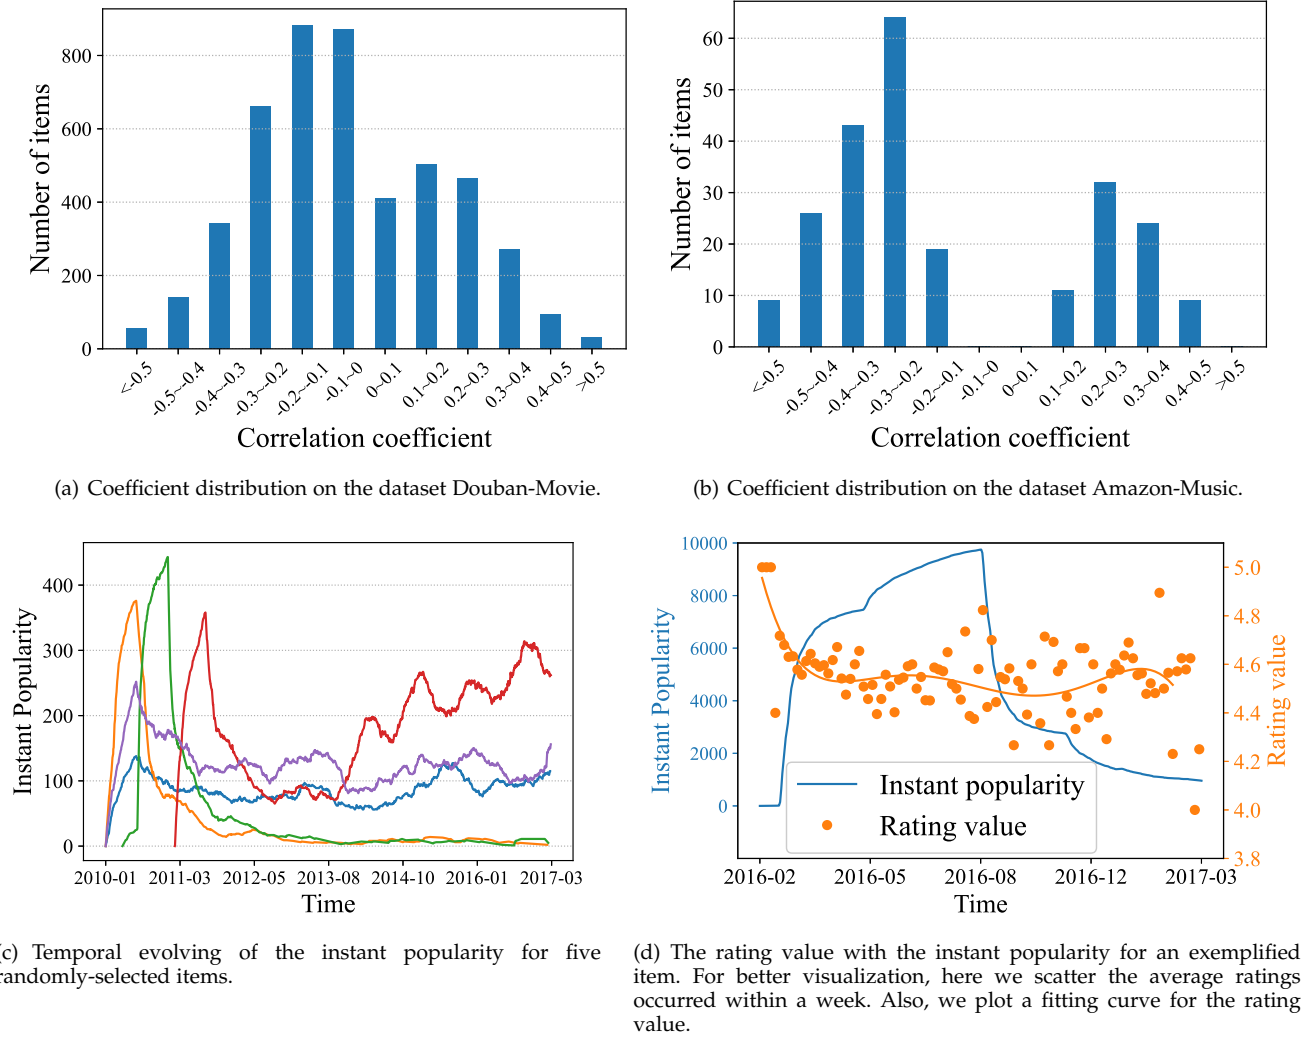 Number of items
800
600
400
200
0
<-0.5
-0.5~-0.4
-0.4~-0.3
-0.3~-0.2
-0.2~-0.1
-0.1~0
0~0.1
0.1~0.2
0.2~0.3
0.3~0.4
0.4~0.5
>0.5
Correlation coefficient
(a) Coefficient distribution on the dataset Douban-Movie.
Number of items
60
50
40
30
20
10
0
<-0.5
-0.5~-0.4
-0.4~-0.3
-0.3~-0.2
-0.2~-0.1
-0.1~0
0~0.1
0.1~0.2
0.2~0.3
0.3~0.4
0.4~0.5
>0.5
Correlation coefficient
(b) Coefficient distribution on the dataset Amazon-Music.
Instant Popularity
400
300
200
100
0
2010-01 2011-03 2012-05 2013-08 2014-10 2016-01 2017-03
Time
(c) Temporal evolving of the instant popularity for five
randomly-selected items.
Instant Popularity
10000
8000
6000
4000
2000
0
Instant popularity
Rating value
5.0
4.8
4.6
4.4
4.2
4.0
3.8
Rating value
2016-02 2016-05 2016-08 2016-12 2017-03
Time
(d) The rating value with the instant popularity for an exemplified
item. For better visualization, here we scatter the average ratings
occurred within a week. Also, we plot a fitting curve for the rating
value.